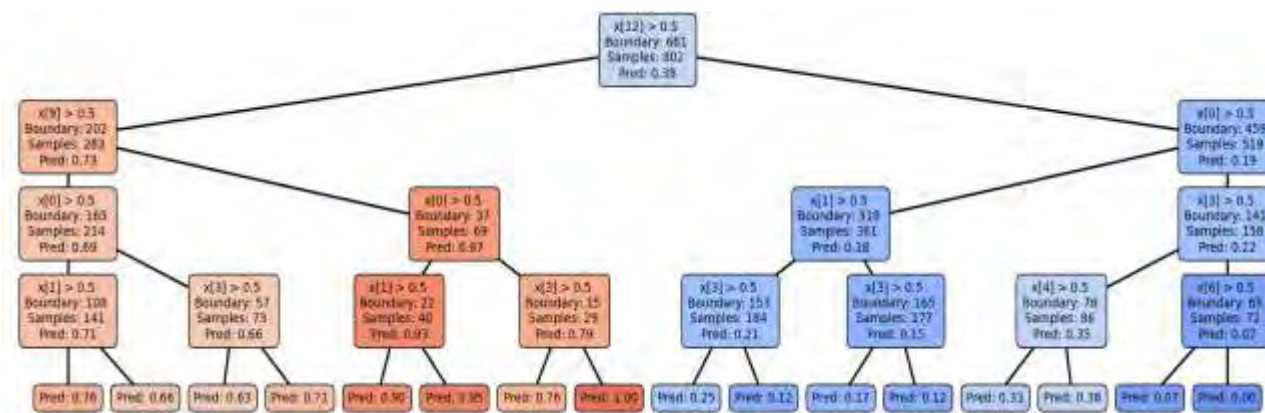 x[12] > 0.5
Boundary: 661
Samples: 802
Pred: 0.38
x[9] > 0.5
Boundary: 202
Samples: 283
Pred: 0.73
x[0] > 0.5
Boundary: 459
Samples: 519
Pred: 0.19
x[0] > 0.5
Boundary: 165
Samples: 214
Pred: 0.69
x[0] > 0.5
Boundary: 37
Samples: 69
Pred: 0.87
x[1] > 0.5
Boundary: 318
Samples: 361
Pred: 0.18
x[3] > 0.5
Boundary: 141
Samples: 158
Pred: 0.22
x[1] > 0.5
Boundary: 108
Samples: 141
Pred: 0.71
x[3] > 0.5
Boundary: 57
Samples: 73
Pred: 0.66
x[1] > 0.5
Boundary: 22
Samples: 40
Pred: 0.93
x[3] > 0.5
Boundary: 15
Samples: 29
Pred: 0.79
x[3] > 0.5
Boundary: 153
Samples: 184
Pred: 0.21
x[3] > 0.5
Boundary: 165
Samples: 177
Pred: 0.15
x[4] > 0.5
Boundary: 78
Samples: 86
Pred: 0.35
x[6] > 0.5
Boundary:
Samples: 72
Pred: 0.07
Pred: 0.76
Pred: 0.66
Pred: 0.63
Pred: 0.71
Pred: 0.90
Pred: 0.95
Pred: 0.76
Pred: 1.00
Pred: 0.25
Pred: 0.12
Pred: 0.17
Pred: 0.12
Pred:
Pred: 0.38
Pred: 0.07
Pred: